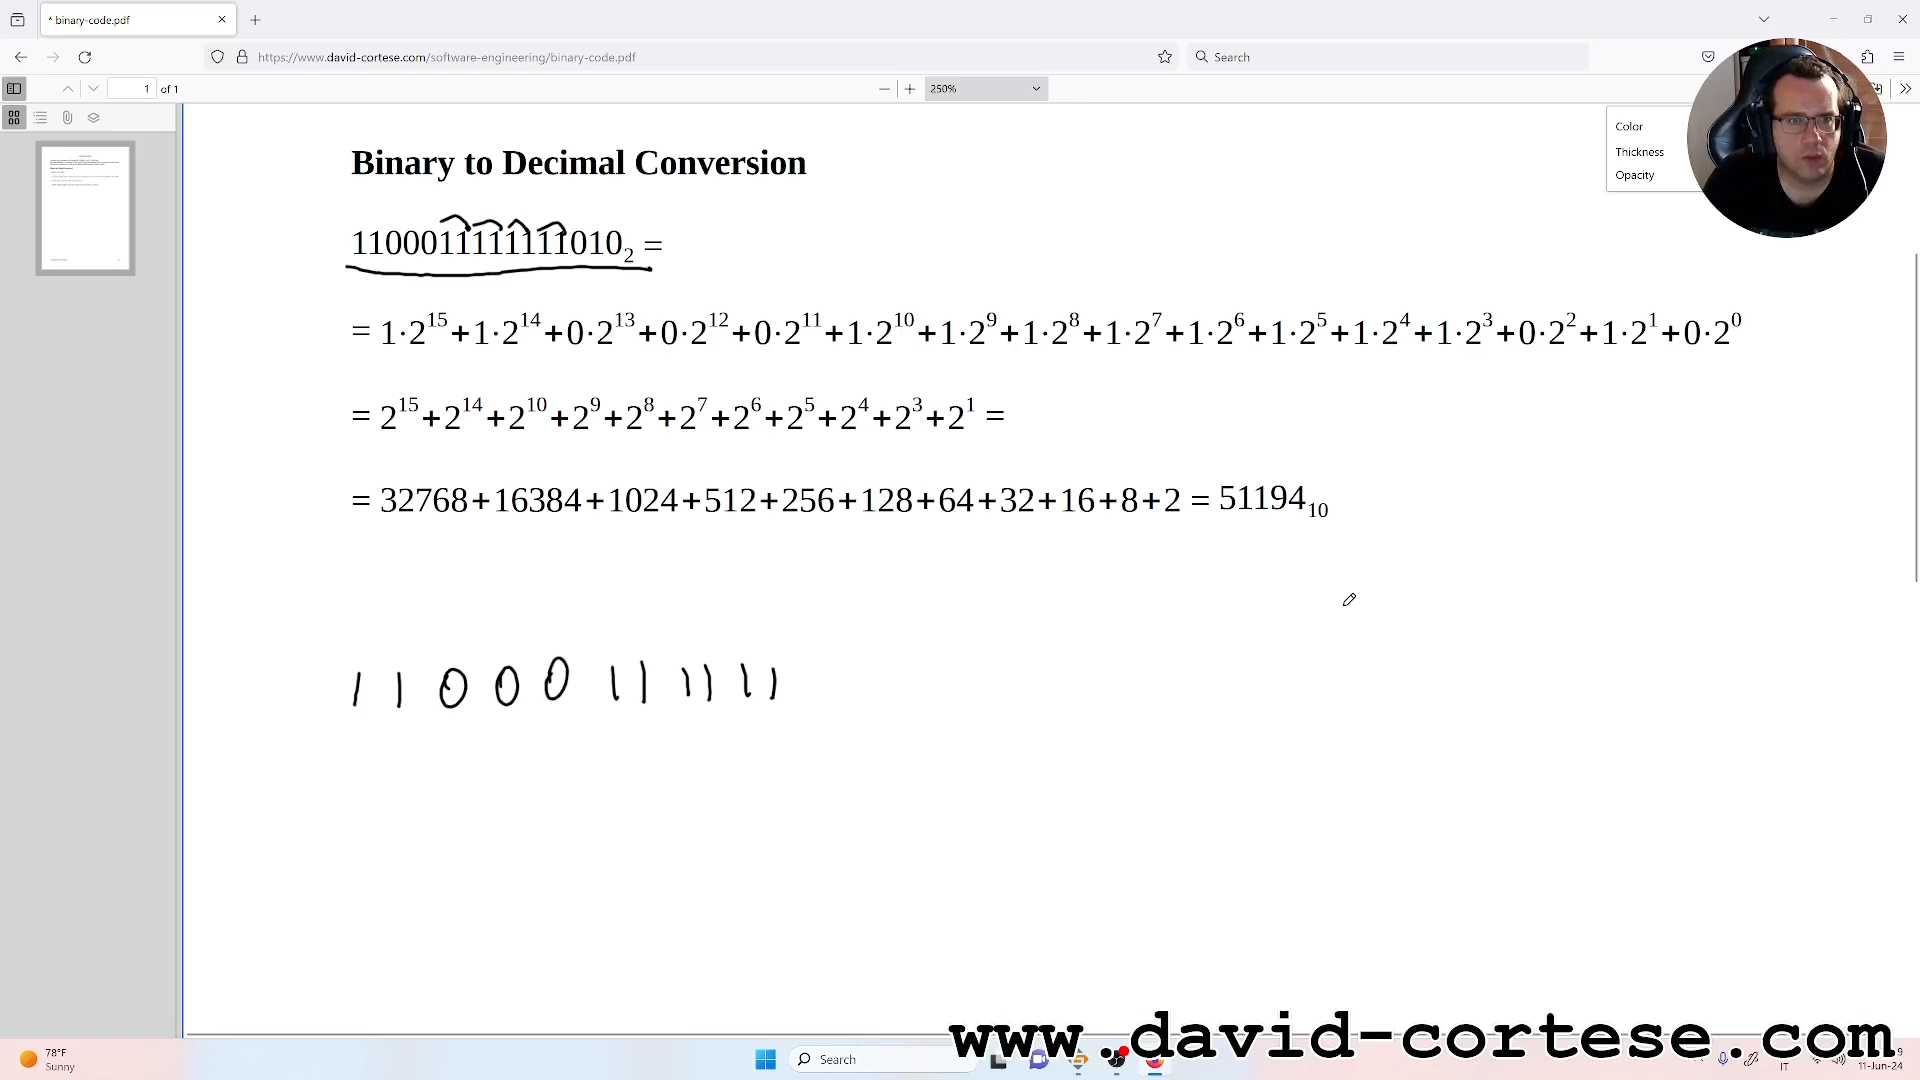 * binary-code.pdf
https://www.david-cortese.com/software-engineering/binary-code.pdf
Search
1 of 1
250%
Color
Thickness
Opacity
Binary to Decimal Conversion
1100011111111010₂ =
= 1·2¹⁵+1·2¹⁴+0·2¹³+0·2¹²+0·2¹¹+1·2¹⁰+1·2⁹+1·2⁸+1·2⁷+1·2⁶+1·2⁵+1·2⁴+1·2³+0·2²+1·2¹+0·2⁰
= 2¹⁵+2¹⁴+2¹⁰+2⁹+2⁸+2⁷+2⁶+2⁵+2⁴+2³+2¹ =
= 32768+16384+1024+512+256+128+64+32+16+8+2 = 51194₁₀
1 1 0 0 0 1 1 1 1 1 1
www.david-cortese.com
78°F
Sunny
Search
IT
11-Jun-24